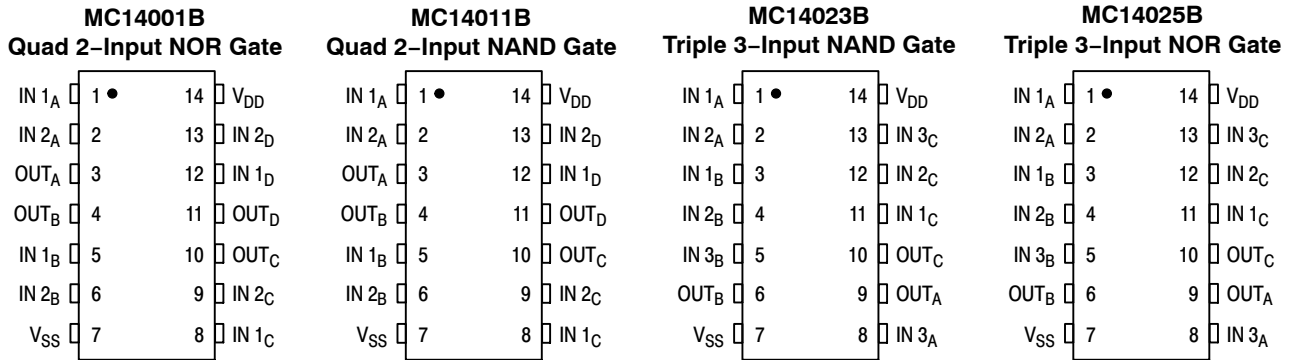 MC14001B
Quad 2–Input NOR Gate
IN 1A 1 14 VDD
IN 2A 2 13 IN 2D
OUTA 3 12 IN 1D
OUTB 4 11 OUTD
IN 1B 5 10 OUTC
IN 2B 6 9 IN 2C
VSS 7 8 IN 1C
MC14011B
Quad 2–Input NAND Gate
IN 1A 1 14 VDD
IN 2A 2 13 IN 2D
OUTA 3 12 IN 1D
OUTB 4 11 OUTD
IN 1B 5 10 OUTC
IN 2B 6 9 IN 2C
VSS 7 8 IN 1C
MC14023B
Triple 3–Input NAND Gate
IN 1A 1 14 VDD
IN 2A 2 13 IN 3C
IN 1B 3 12 IN 2C
IN 2B 4 11 IN 1C
IN 3B 5 10 OUTC
OUTB 6 9 OUTA
VSS 7 8 IN 3A
MC14025B
Triple 3–Input NOR Gate
IN 1A 1 14 VDD
IN 2A 2 13 IN 3C
IN 1B 3 12 IN 2C
IN 2B 4 11 IN 1C
IN 3B 5 10 OUTC
OUTB 6 9 OUTA
VSS 7 8 IN 3A